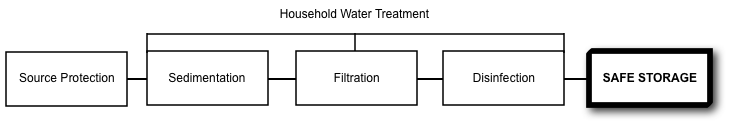 Household Water Treatment
Source Protection
Sedimentation
Filtration
Disinfection
SAFE STORAGE